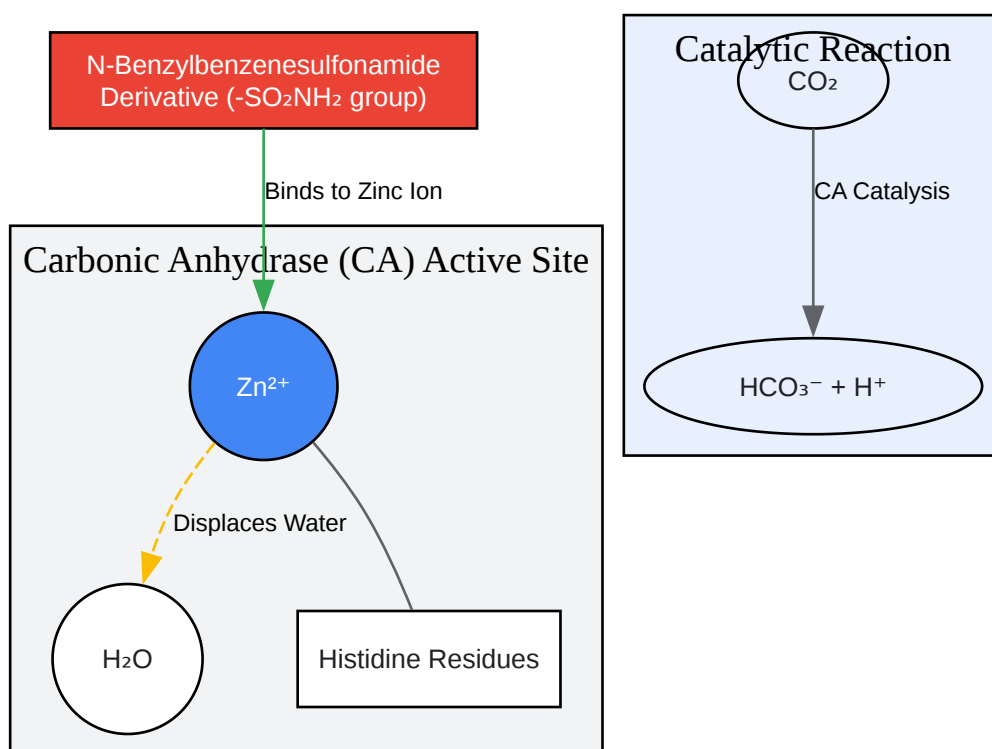 N-Benzylbenzenesulfonamide
Derivative (-SO₂NH₂ group)
Binds to Zinc Ion
Carbonic Anhydrase (CA) Active Site
Zn²⁺
Displaces Water
H₂O
Histidine Residues
Catalytic Reaction
CO₂
CA Catalysis
HCO₃⁻ + H⁺